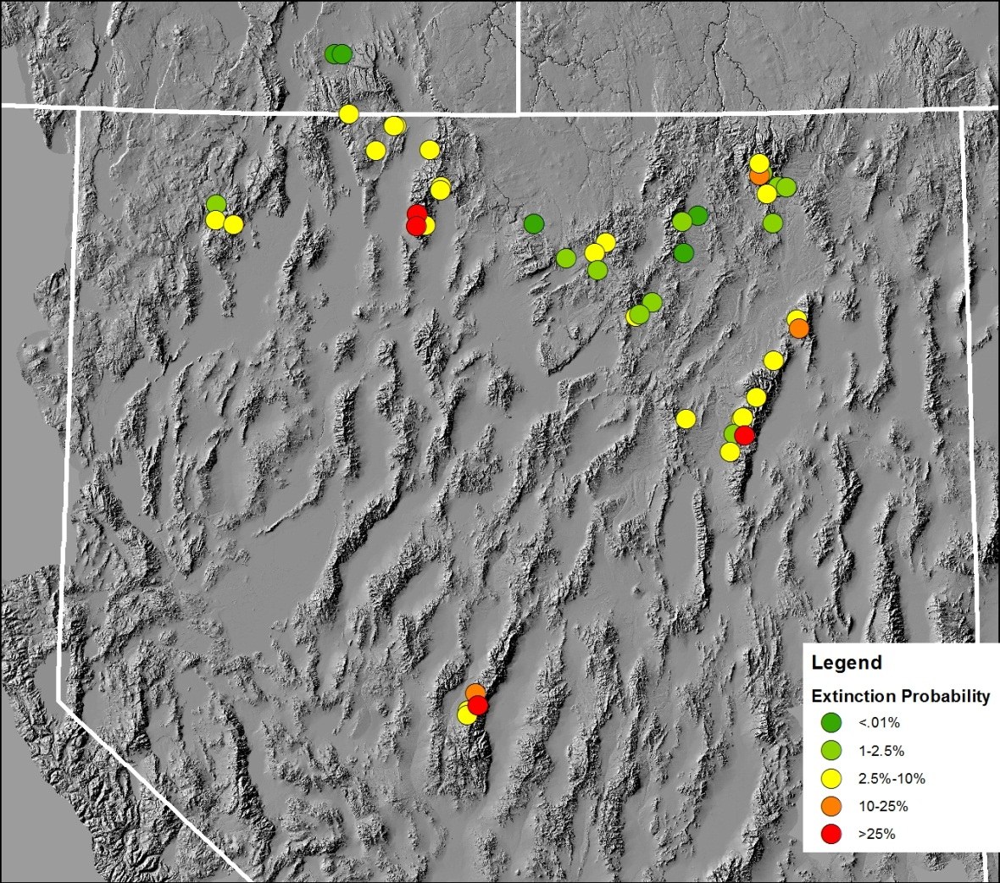 Legend
Extinction Probability
<.01%
1-2.5%
2.5%-10%
10-25%
>25%